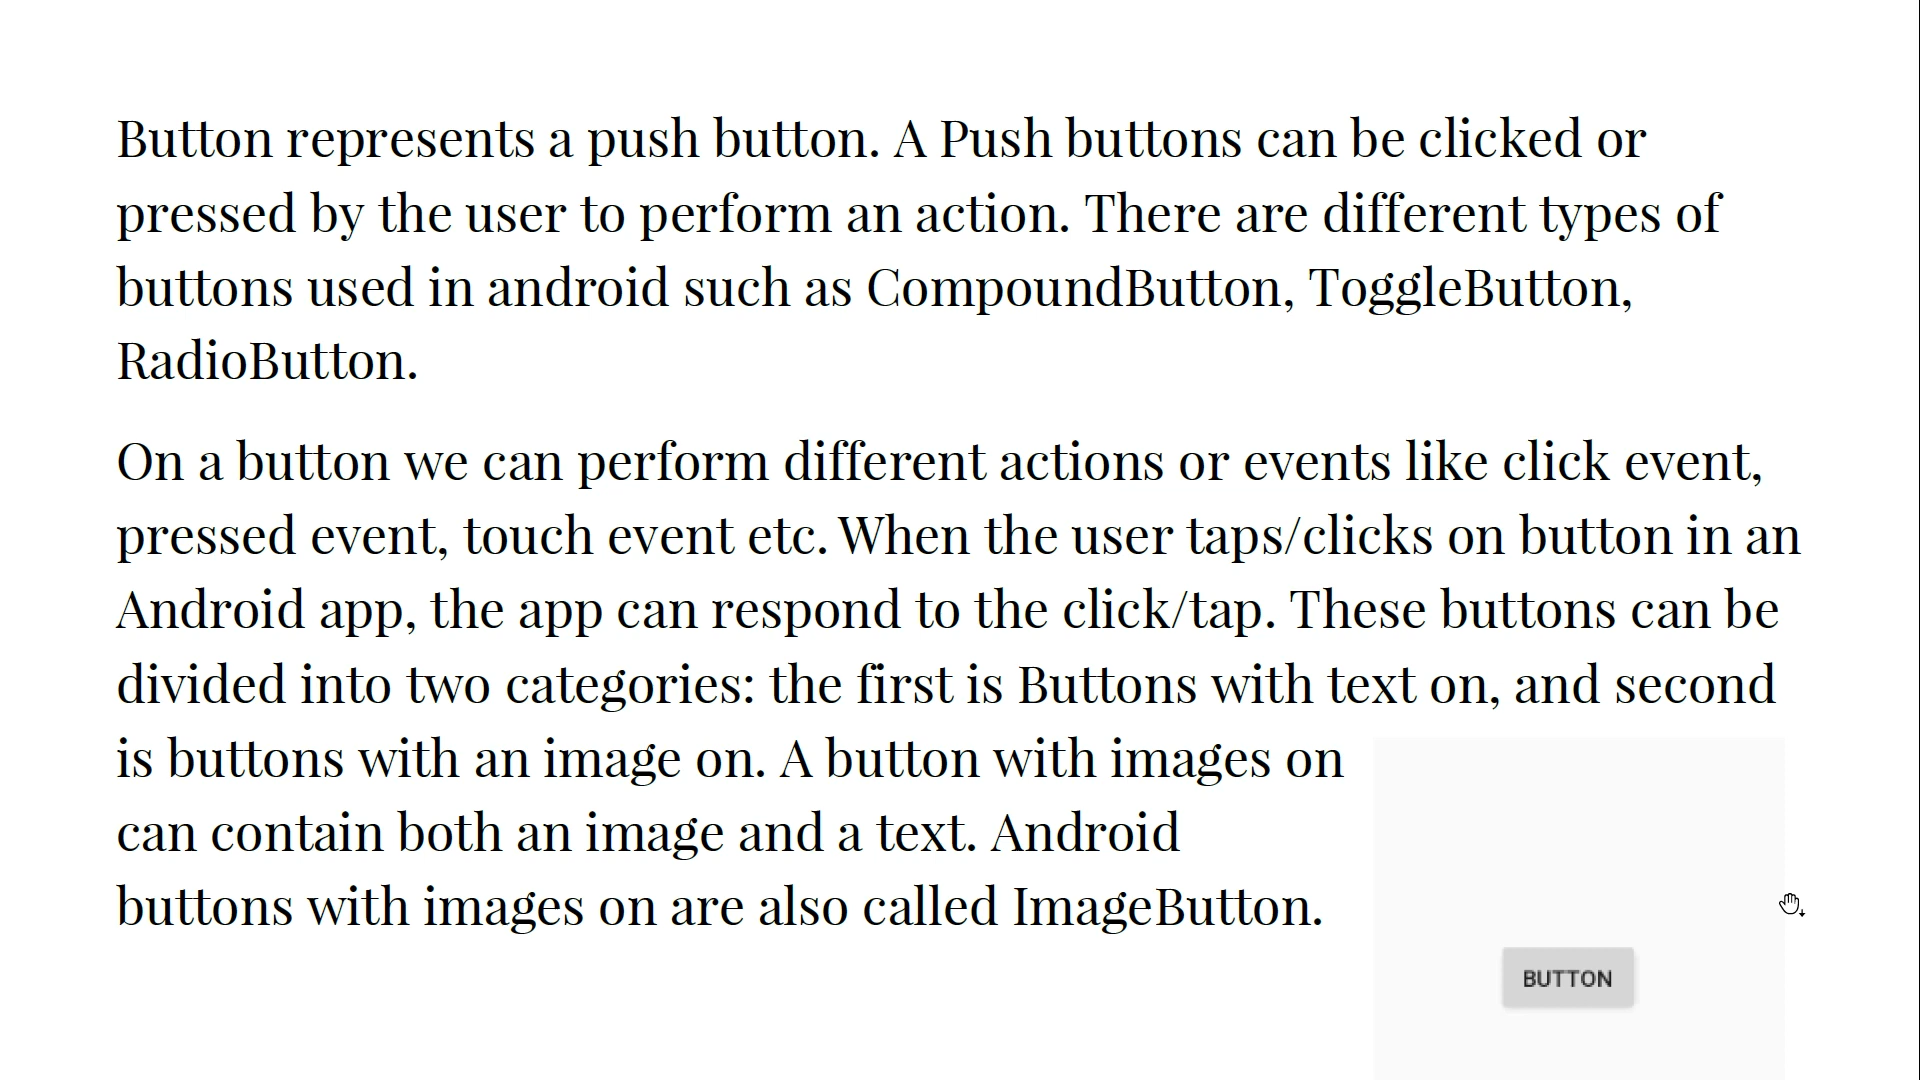 Button represents a push button. A Push buttons can be clicked or
pressed by the user to perform an action. There are different types of
buttons used in android such as CompoundButton, ToggleButton,
RadioButton.
On a button we can perform different actions or events like click event,
pressed event, touch event etc. When the user taps/clicks on button in an
Android app, the app can respond to the click/tap. These buttons can be
divided into two categories: the first is Buttons with text on, and second
is buttons with an image on. A button with images on
can contain both an image and a text. Android
buttons with images on are also called ImageButton.
BUTTON